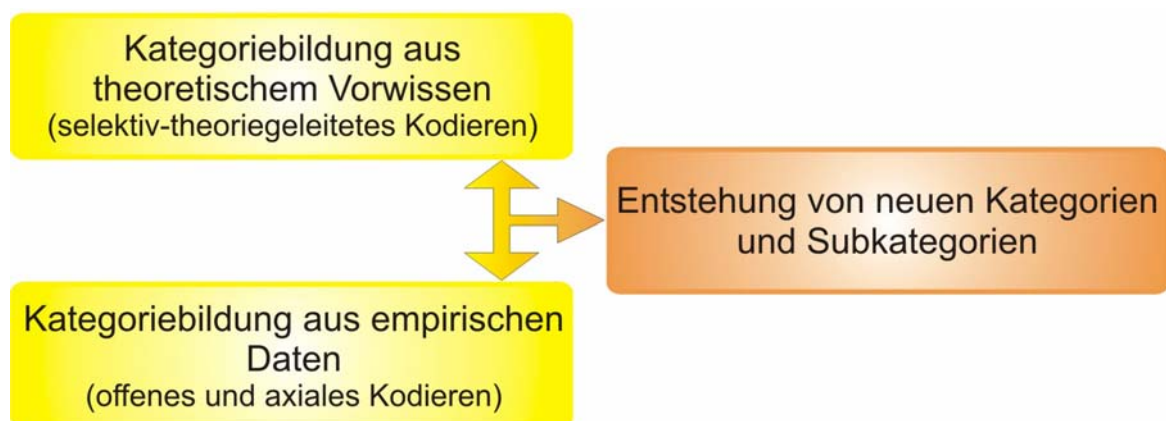 Kategoriebildung aus
theoretischem Vorwissen
(selektiv-theoriegeleitetes Kodieren)
Entstehung von neuen Kategorien
und Subkategorien
Kategoriebildung aus empirischen
Daten
(offenes und axiales Kodieren)